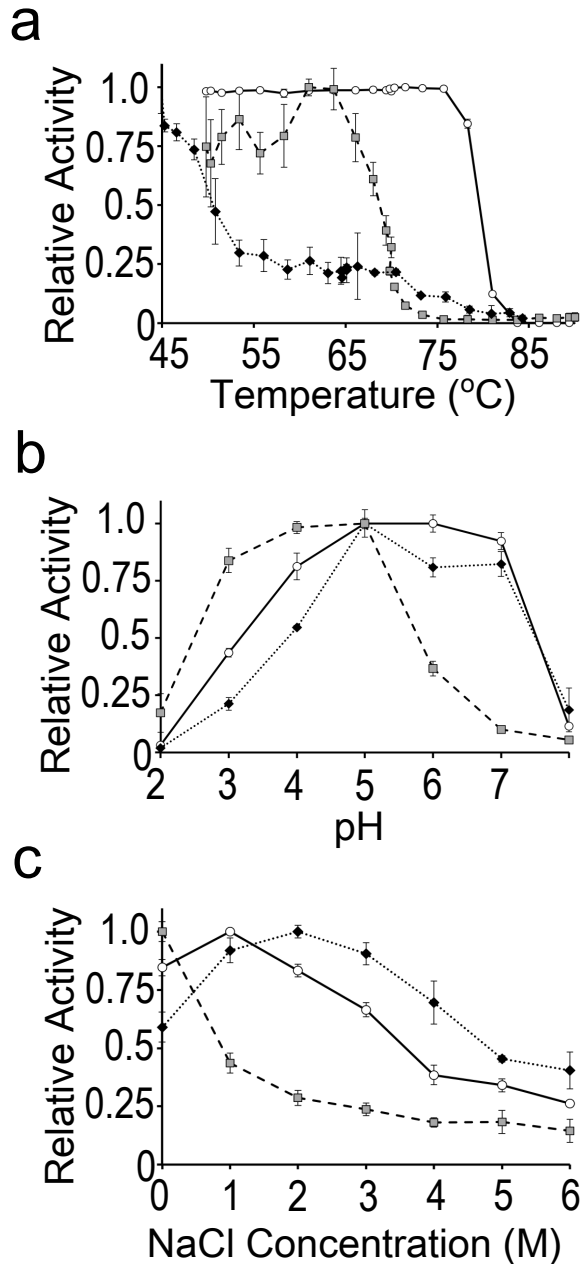 a
Relative Activity
1.0
0.75
0.5
0.25
0
45 55 65 75 85
Temperature (ºC)
b
Relative Activity
1.0
0.75
0.5
0.25
0
2 3 4 5 6 7
pH
c
Relative Activity
1.0
0.75
0.5
0.25
0
0 1 2 3 4 5 6
NaCl Concentration (M)